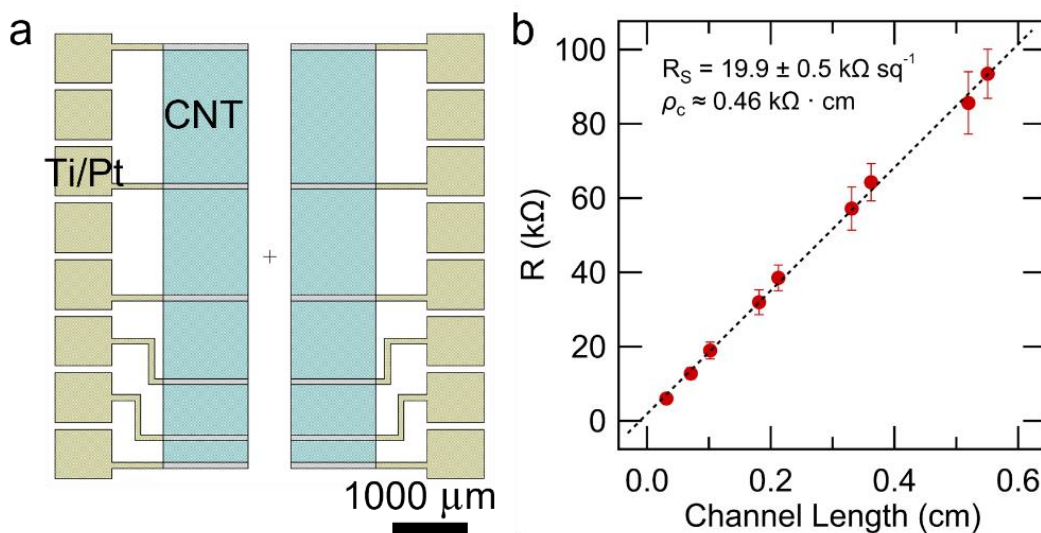 a
CNT
Ti/Pt
+
1000 μm
b
R_S = 19.9 ± 0.5 kΩ sq⁻¹
ρ_c ≈ 0.46 kΩ · cm
R (kΩ)
100
80
60
40
20
0
0.0 0.2 0.4 0.6
Channel Length (cm)